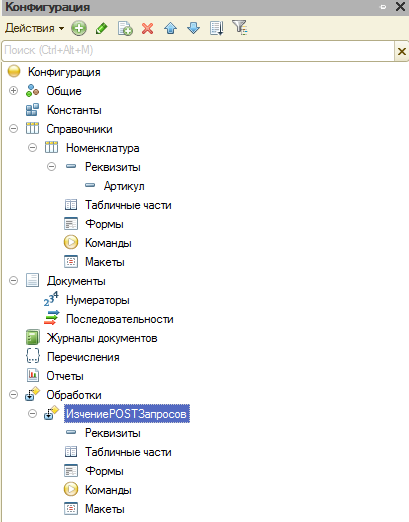 Конфигурация
Действия
Поиск (Ctrl+Alt+M)
Конфигурация
Общие
Константы
Справочники
Номенклатура
Реквизиты
Артикул
Табличные части
Формы
Команды
Макеты
Документы
Нумераторы
Последовательности
Журналы документов
Перечисления
Отчеты
Обработки
ИзчениеPOSTЗапросов
Реквизиты
Табличные части
Формы
Команды
Макеты